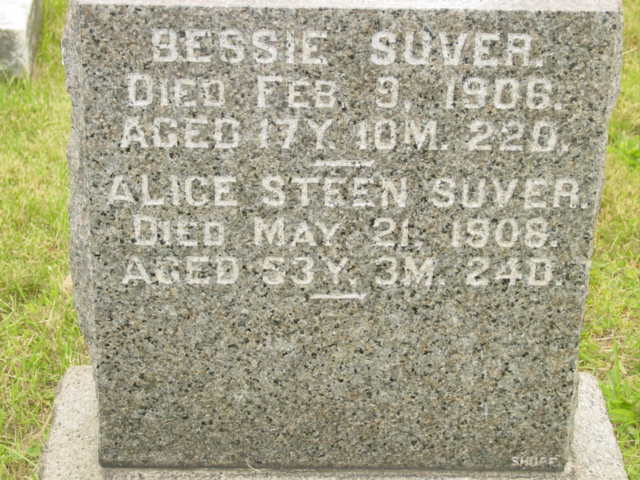 BESSIE SUVER.
DIED FEB. 9, 1906.
AGED 17Y. 10M. 22D.
ALICE STEEN SUVER.
DIED MAY 21, 1908.
AGED 53Y. 3M. 24D.